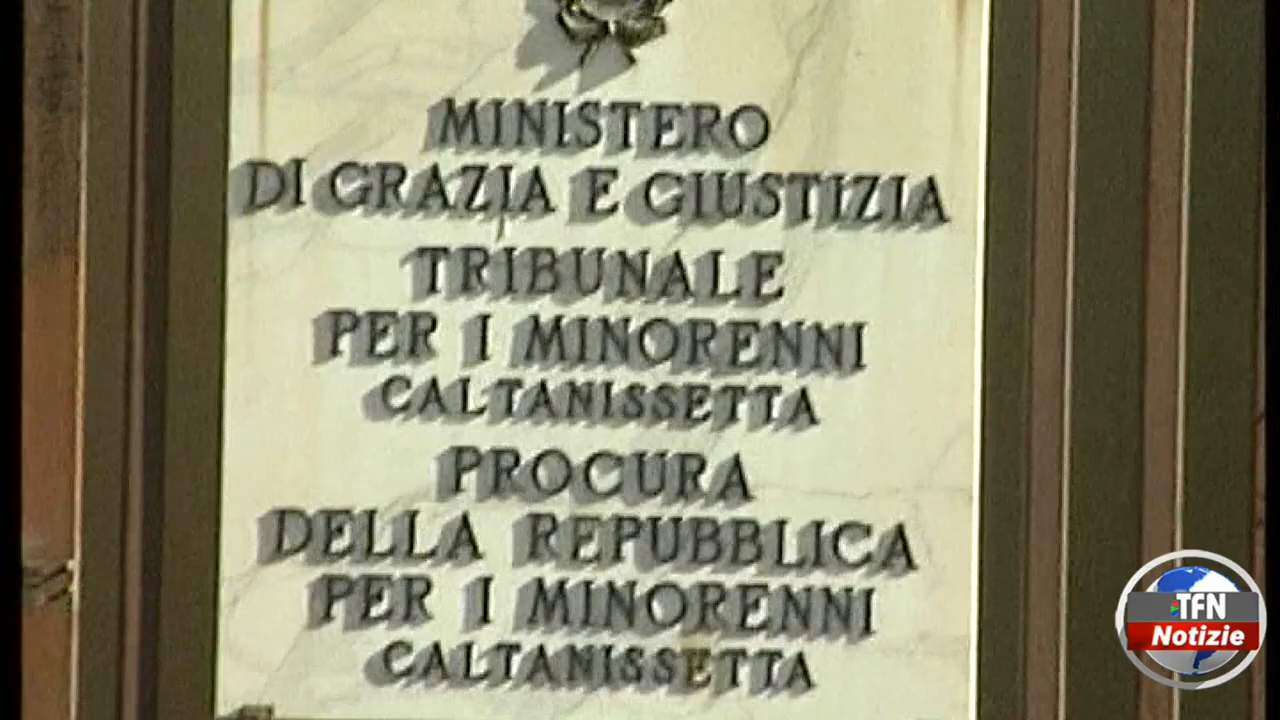 MINISTERO
DI GRAZIA E GIUSTIZIA
TRIBUNALE
PER I MINORENNI
CALTANISSETTA
PROCURA
DELLA REPUBBLICA
PER I MINORENNI
CALTANISSETTA
TFN
Notizie